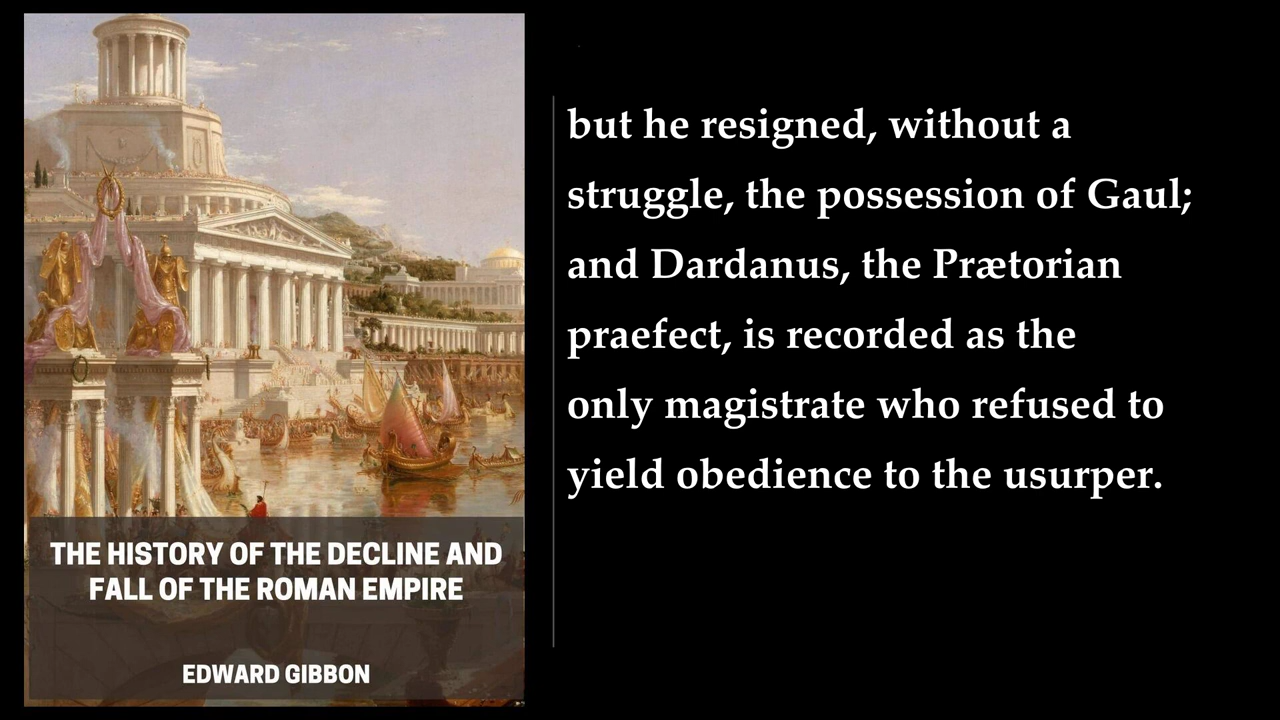 THE HISTORY OF THE DECLINE AND
FALL OF THE ROMAN EMPIRE
EDWARD GIBBON
but he resigned, without a
struggle, the possession of Gaul;
and Dardanus, the Prætorian
praefect, is recorded as the
only magistrate who refused to
yield obedience to the usurper.